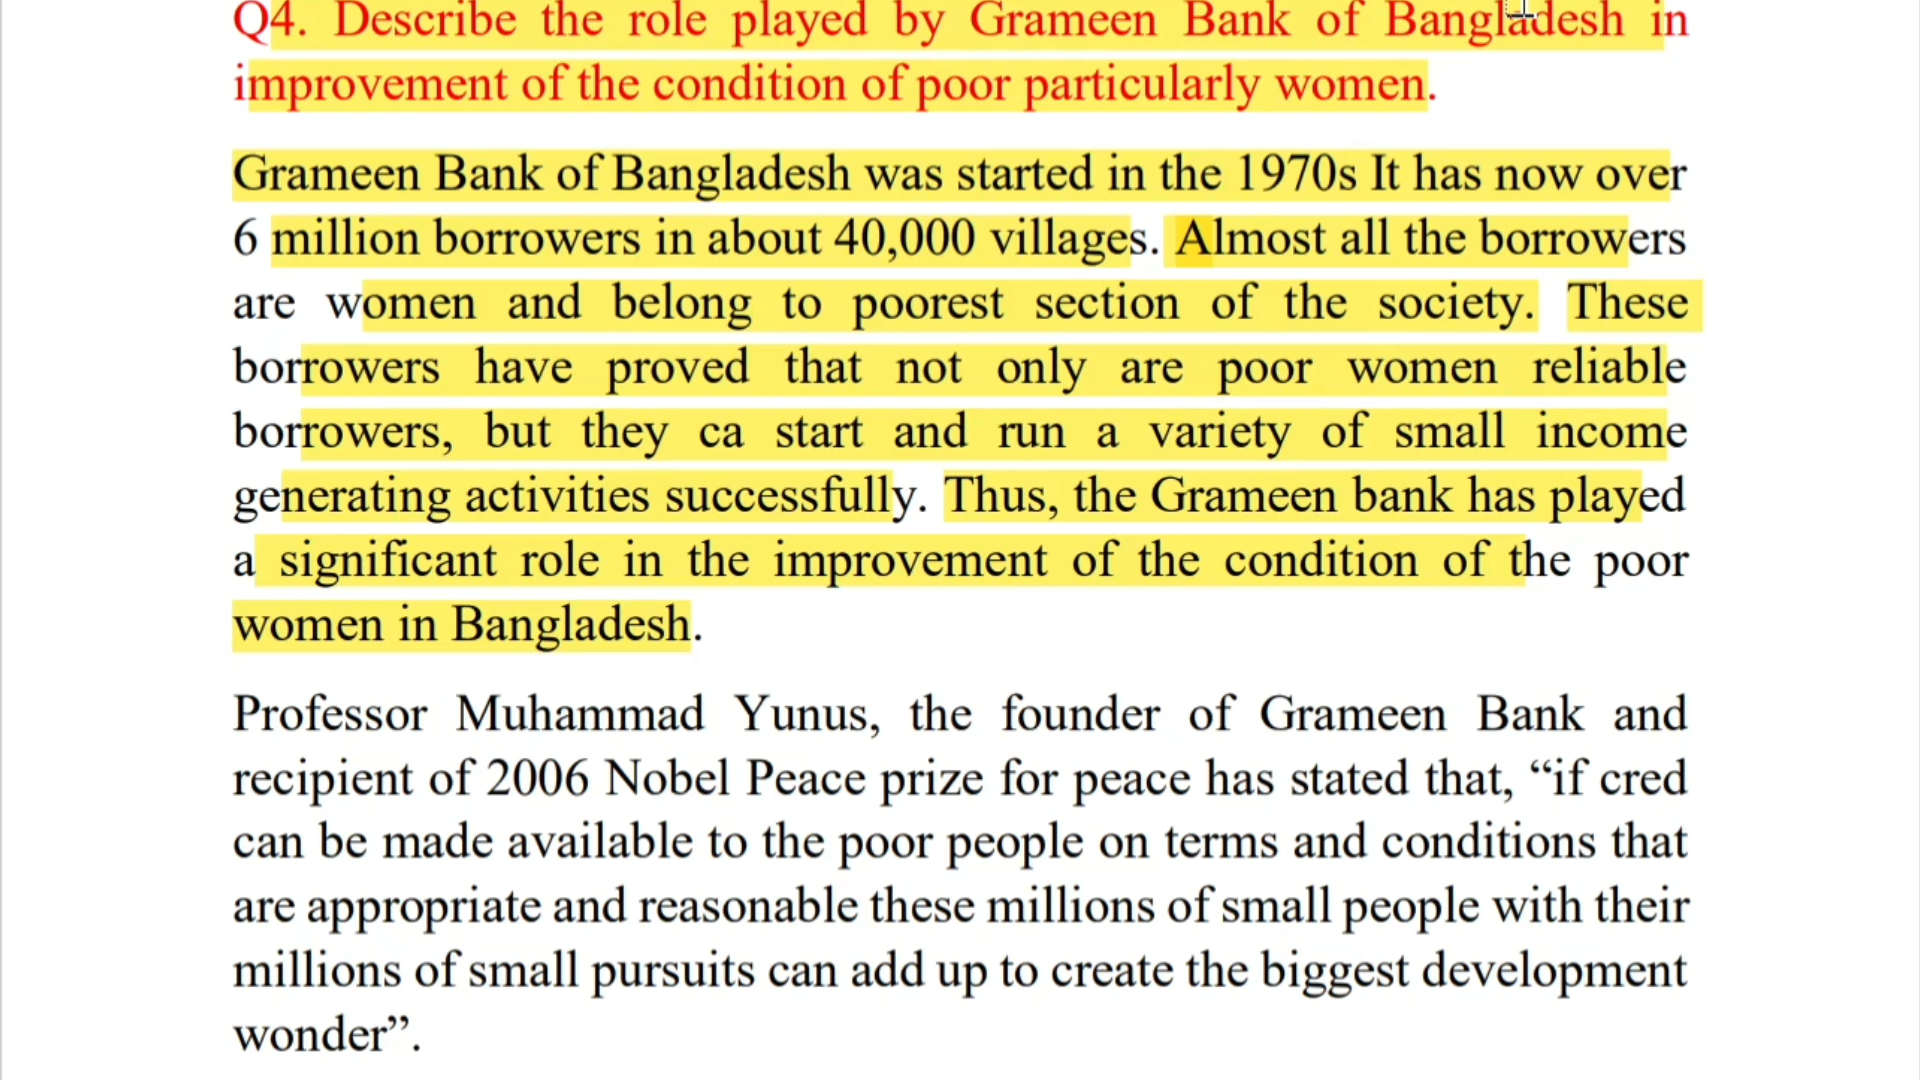 Q4. Describe the role played by Grameen Bank of Bangladesh in
improvement of the condition of poor particularly women.
Grameen Bank of Bangladesh was started in the 1970s It has now over
6 million borrowers in about 40,000 villages. Almost all the borrowers
are women and belong to poorest section of the society. These
borrowers have proved that not only are poor women reliable
borrowers, but they ca start and run a variety of small income
generating activities successfully. Thus, the Grameen bank has played
a significant role in the improvement of the condition of the poor
women in Bangladesh.
Professor Muhammad Yunus, the founder of Grameen Bank and
recipient of 2006 Nobel Peace prize for peace has stated that, “if cred
can be made available to the poor people on terms and conditions that
are appropriate and reasonable these millions of small people with their
millions of small pursuits can add up to create the biggest development
wonder”.